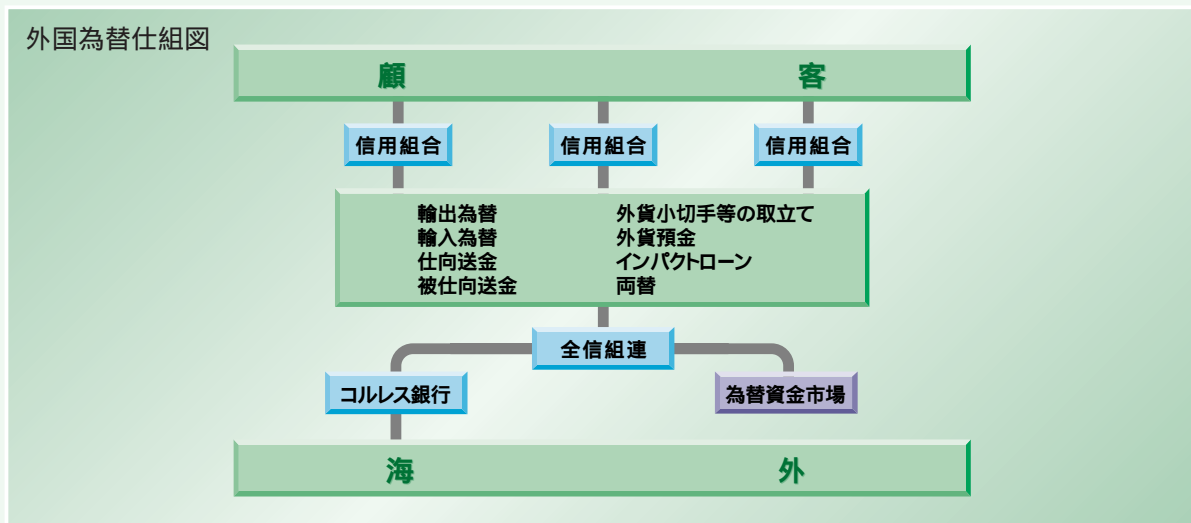 外国為替仕組図
顧 客
信用組合 信用組合 信用組合
輸出為替 外貨小切手等の取立て
輸入為替 外貨預金
仕向送金 インパクトローン
被仕向送金 両替
全信組連
コルレス銀行 為替資金市場
海 外